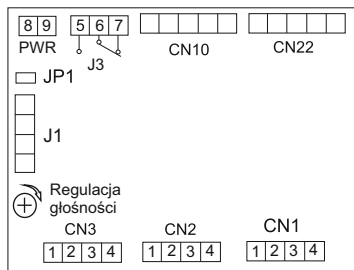 8 9 5 6 7
PWR J3 CN10 CN22
JP1
J1
Regulacja
głośności
CN3 CN2 CN1
1 2 3 4 1 2 3 4 1 2 3 4